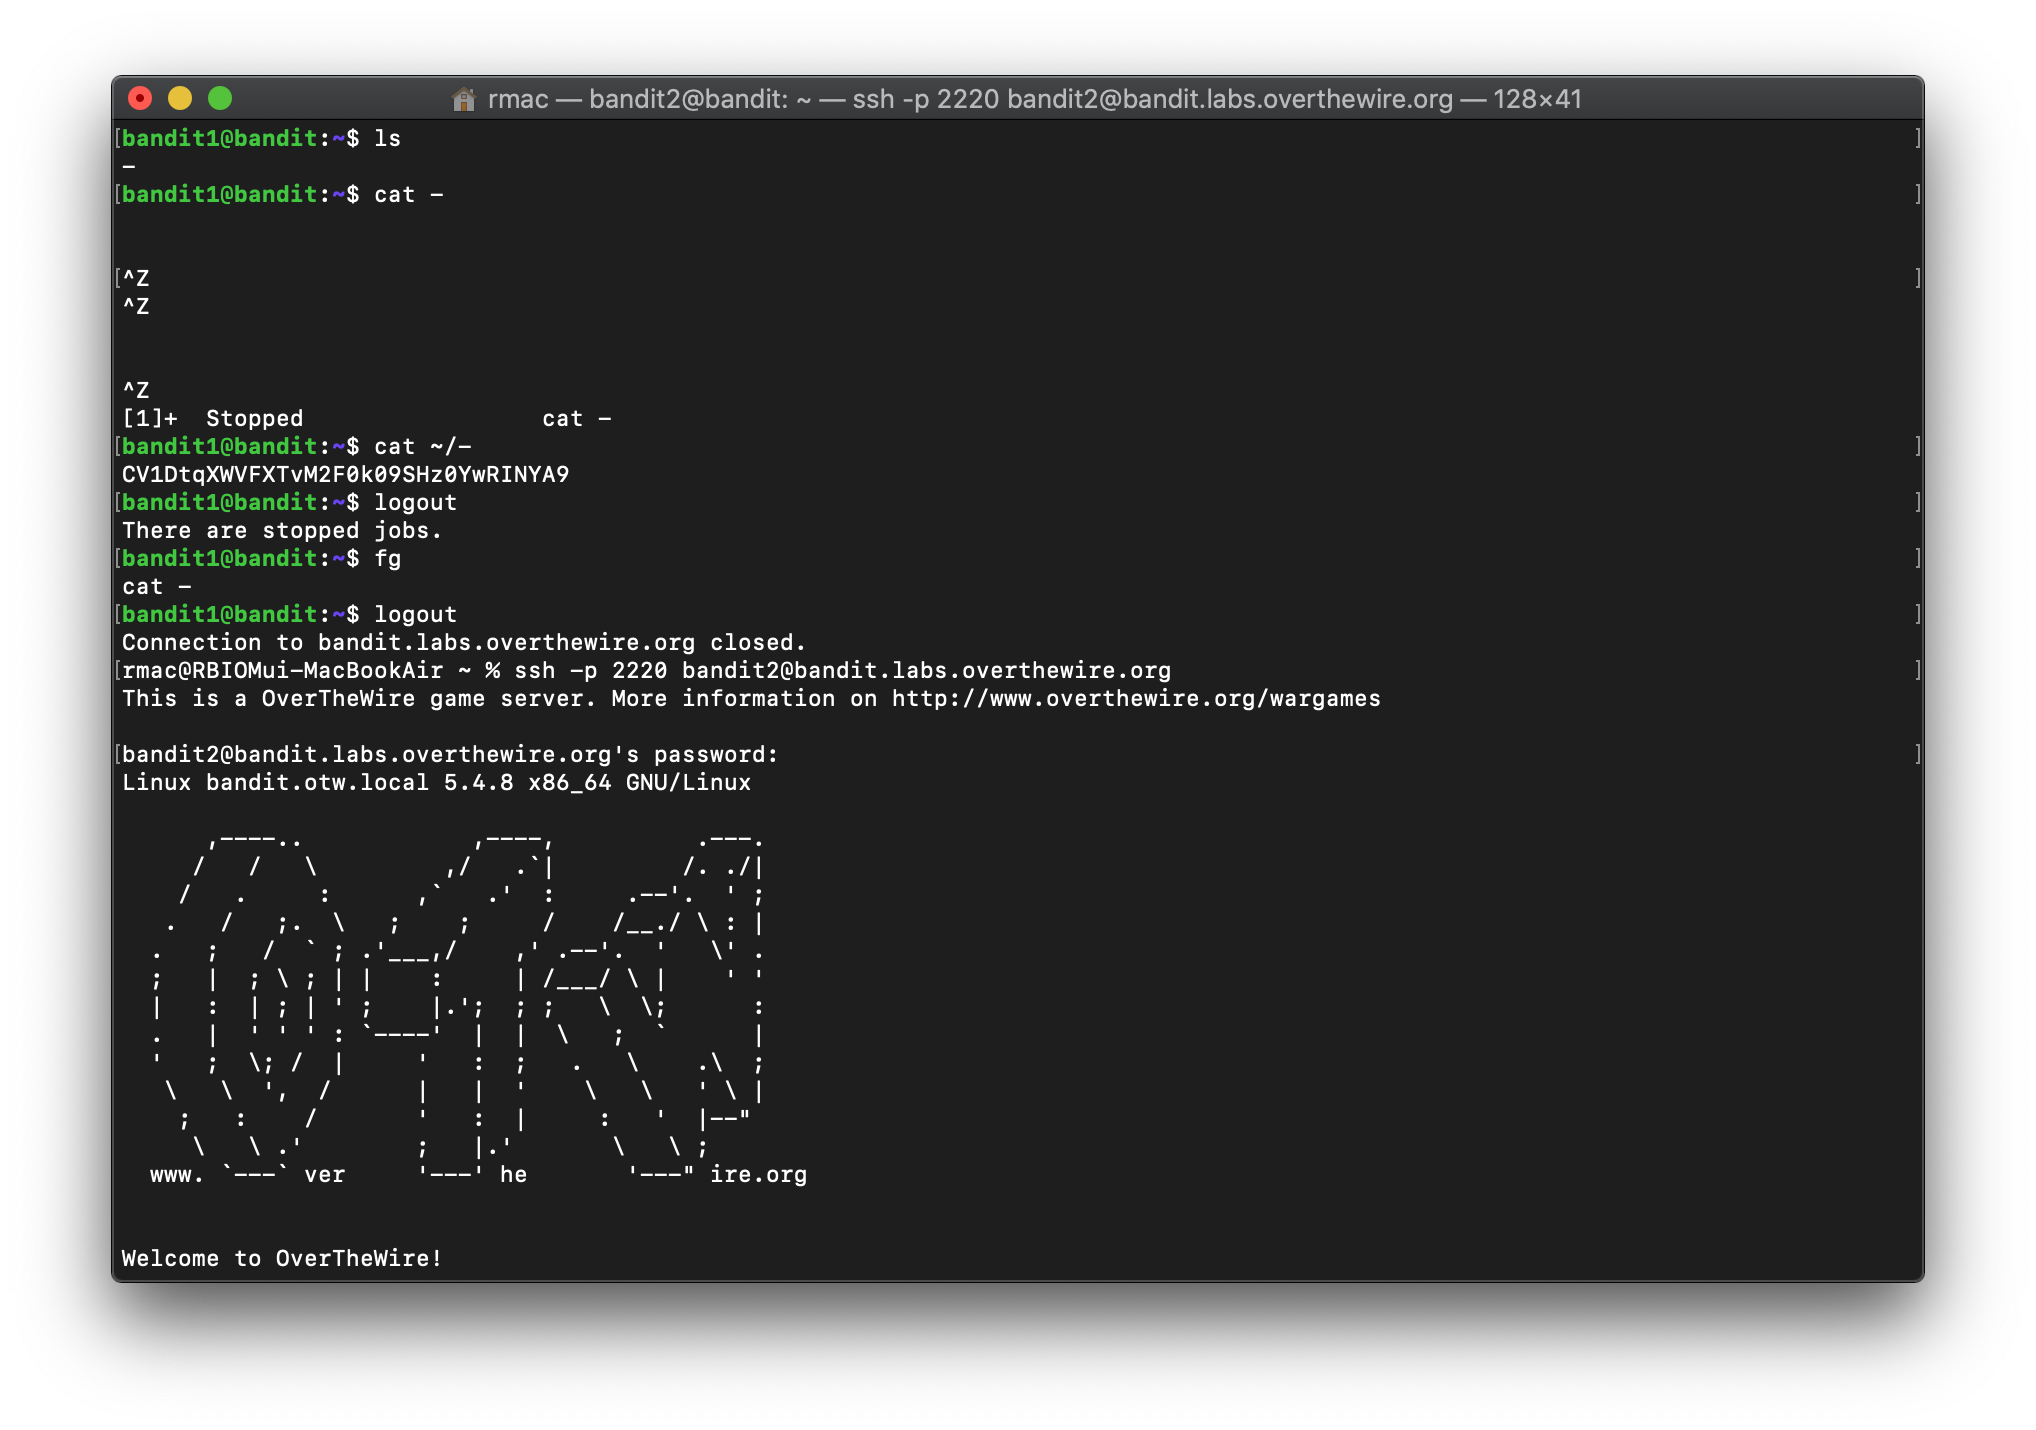 rmac — bandit2@bandit: ~ — ssh -p 2220 bandit2@bandit.labs.overthewire.org — 128×41
[bandit1@bandit:~$ ls ]
-
[bandit1@bandit:~$ cat - ]
[^Z ]
^Z
^Z
[1]+  Stopped                 cat -
[bandit1@bandit:~$ cat ~/- ]
CV1DtqXWVFXTvM2F0k09SHz0YwRINYA9
[bandit1@bandit:~$ logout ]
There are stopped jobs.
[bandit1@bandit:~$ fg ]
cat -
[bandit1@bandit:~$ logout ]
Connection to bandit.labs.overthewire.org closed.
[rmac@RBIOMui-MacBookAir ~ % ssh -p 2220 bandit2@bandit.labs.overthewire.org ]
This is a OverTheWire game server. More information on http://www.overthewire.org/wargames
[bandit2@bandit.labs.overthewire.org's password: ]
Linux bandit.otw.local 5.4.8 x86_64 GNU/Linux
      ,----..            ,----,          .---.
     /   /   \         ,/   .`|         /. ./|
    /   .     :      ,`   .'  :     .--'.  ' ;
   .   /   ;.  \   ;    ;     /    /__./ \ : |
  .   ;   /  ` ; .'___,/    ,' .--'.  '   \' .
  ;   |  ; \ ; | |    :     | /___/ \ |    ' '
  |   :  | ; | ' ;    |.';  ; ;   \  \;      :
  .   |  ' ' ' : `----'  |  |  \   ;  `      |
  '   ;  \; /  |     '   :  ;   .   \    .\  ;
   \   \  ',  /      |   |  '    \   \   ' \ |
    ;   :    /       '   :  |     :   '  |--"
     \   \ .'        ;   |.'       \   \ ;
  www. `---` ver     '---' he       '---" ire.org
Welcome to OverTheWire!